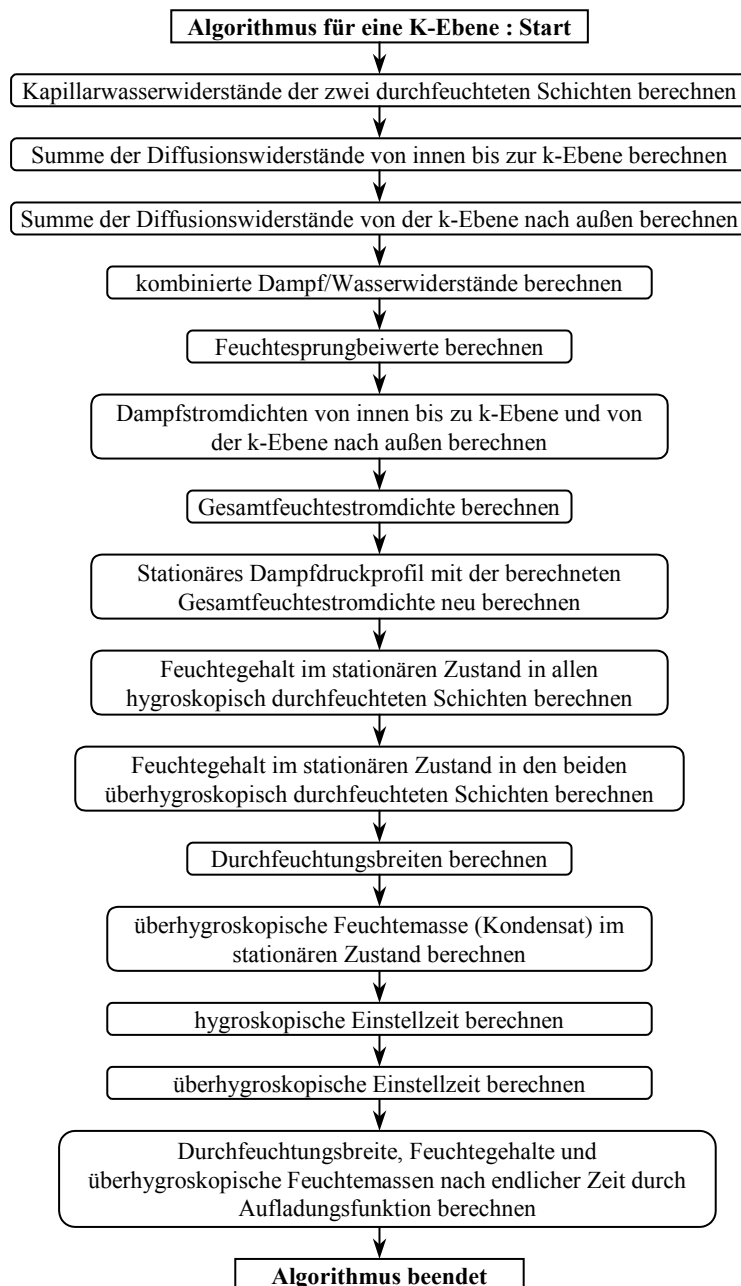 Algorithmus für eine K-Ebene : Start
Kapillarwasserwiderstände der zwei durchfeuchteten Schichten berechnen
Summe der Diffusionswiderstände von innen bis zur k-Ebene berechnen
Summe der Diffusionswiderstände von der k-Ebene nach außen berechnen
kombinierte Dampf/Wasserwiderstände berechnen
Feuchtesprungbeiwerte berechnen
Dampfstromdichten von innen bis zu k-Ebene und von
der k-Ebene nach außen berechnen
Gesamtfeuchtestromdichte berechnen
Stationäres Dampfdruckprofil mit der berechneten
Gesamtfeuchtestromdichte neu berechnen
Feuchtegehalt im stationären Zustand in allen
hygroskopisch durchfeuchteten Schichten berechnen
Feuchtegehalt im stationären Zustand in den beiden
überhygroskopisch durchfeuchteten Schichten berechnen
Durchfeuchtungsbreiten berechnen
überhygroskopische Feuchtemasse (Kondensat) im
stationären Zustand berechnen
hygroskopische Einstellzeit berechnen
überhygroskopische Einstellzeit berechnen
Durchfeuchtungsbreite, Feuchtegehalte und
überhygroskopische Feuchtemassen nach endlicher Zeit durch
Aufladungsfunktion berechnen
Algorithmus beendet